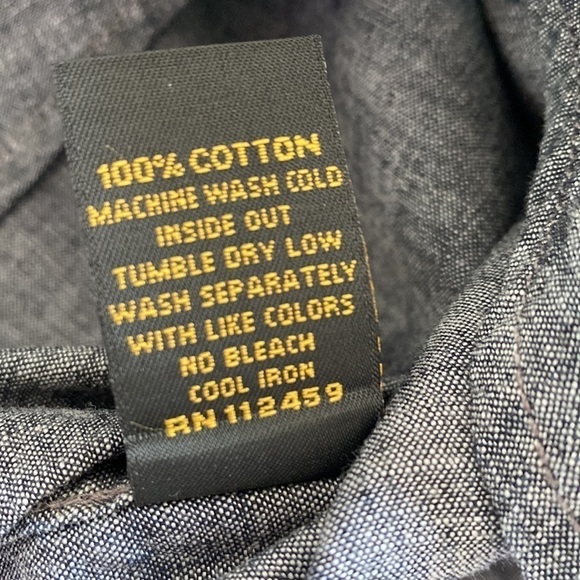 100% COTTON
MACHINE WASH COLD
INSIDE OUT
TUMBLE DRY LOW
WASH SEPARATELY
WITH LIKE COLORS
NO BLEACH
COOL IRON
RN 112459